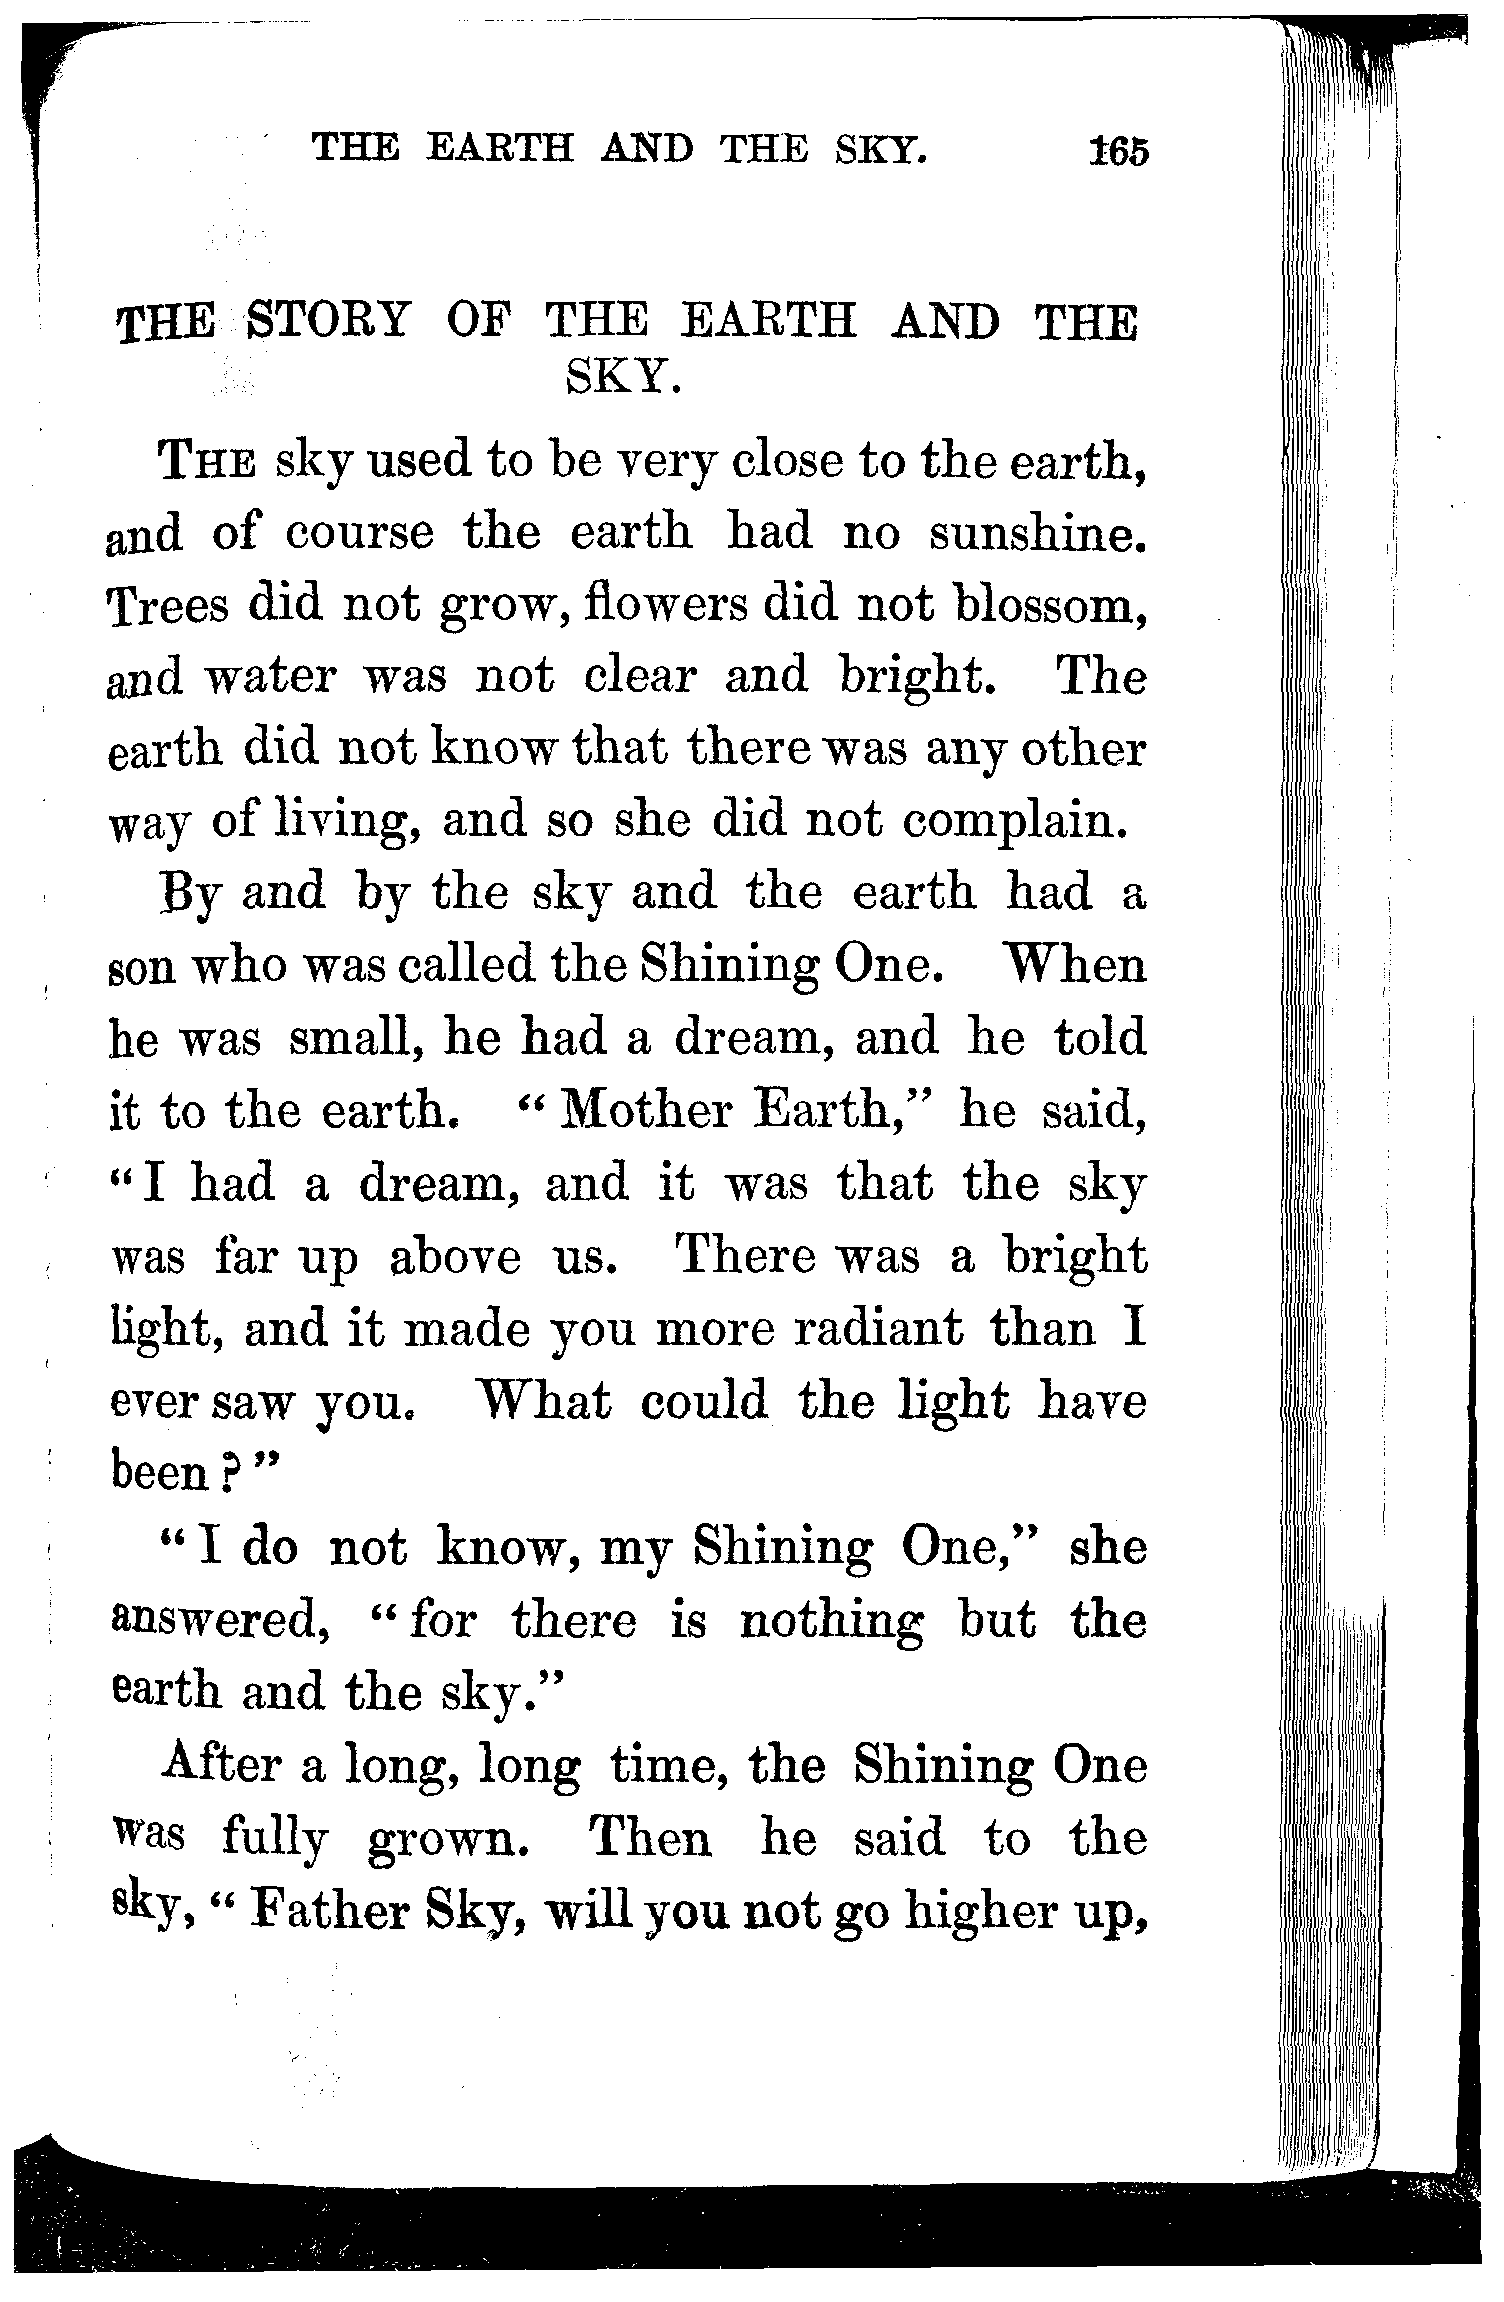 THE EARTH AND THE SKY. 165
THE STORY OF THE EARTH AND THE
SKY.
THE sky used to be very close to the earth,
and of course the earth had no sunshine.
Trees did not grow, flowers did not blossom,
and water was not clear and bright. The
earth did not know that there was any other
way of living, and so she did not complain.
By and by the sky and the earth had a
son who was called the Shining One. When
he was small, he had a dream, and he told
it to the earth. “Mother Earth,” he said,
“I had a dream, and it was that the sky
was far up above us. There was a bright
light, and it made you more radiant than I
ever saw you. What could the light have
been?”
“I do not know, my Shining One,” she
answered, “for there is nothing but the
earth and the sky.”
After a long, long time, the Shining One
was fully grown. Then he said to the
sky, “Father Sky, will you not go higher up,